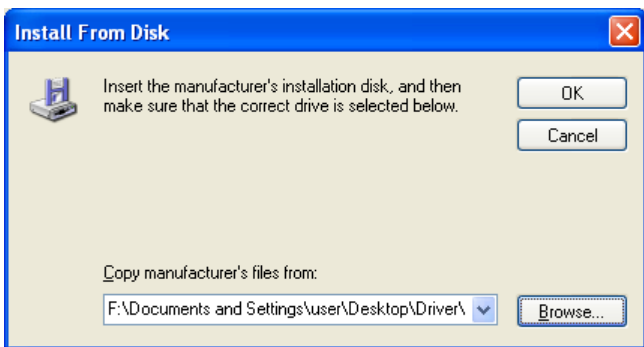 Install From Disk
Insert the manufacturer's installation disk, and then
make sure that the correct drive is selected below.
OK
Cancel
Copy manufacturer's files from:
F:\Documents and Settings\user\Desktop\Driver\
Browse...